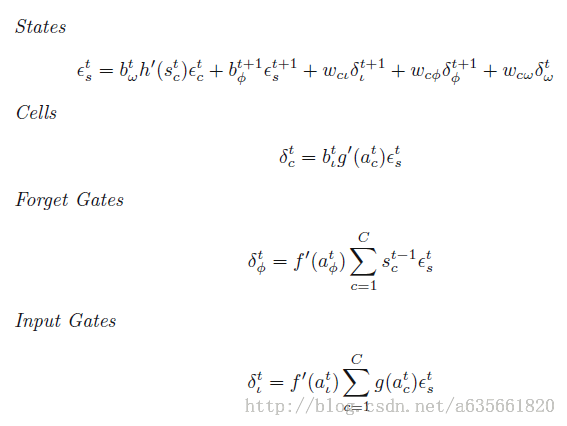 States
ϵ_s^t = b_ω^t h′(s_c^t)ϵ_c^t + b_ϕ^{t+1} ϵ_s^{t+1} + w_{cι} δ_ι^{t+1} + w_{cϕ} δ_ϕ^{t+1} + w_{cω} δ_ω^t
Cells
δ_c^t = b_ι^t g′(a_c^t)ϵ_s^t
Forget Gates
δ_ϕ^t = f′(a_ϕ^t) ∑_{c=1}^{C} s_c^{t−1} ϵ_s^t
Input Gates
δ_ι^t = f′(a_ι^t) ∑_{c=1}^{C} g(a_c^t)ϵ_s^t
http://blog.csdn.net/a635661820